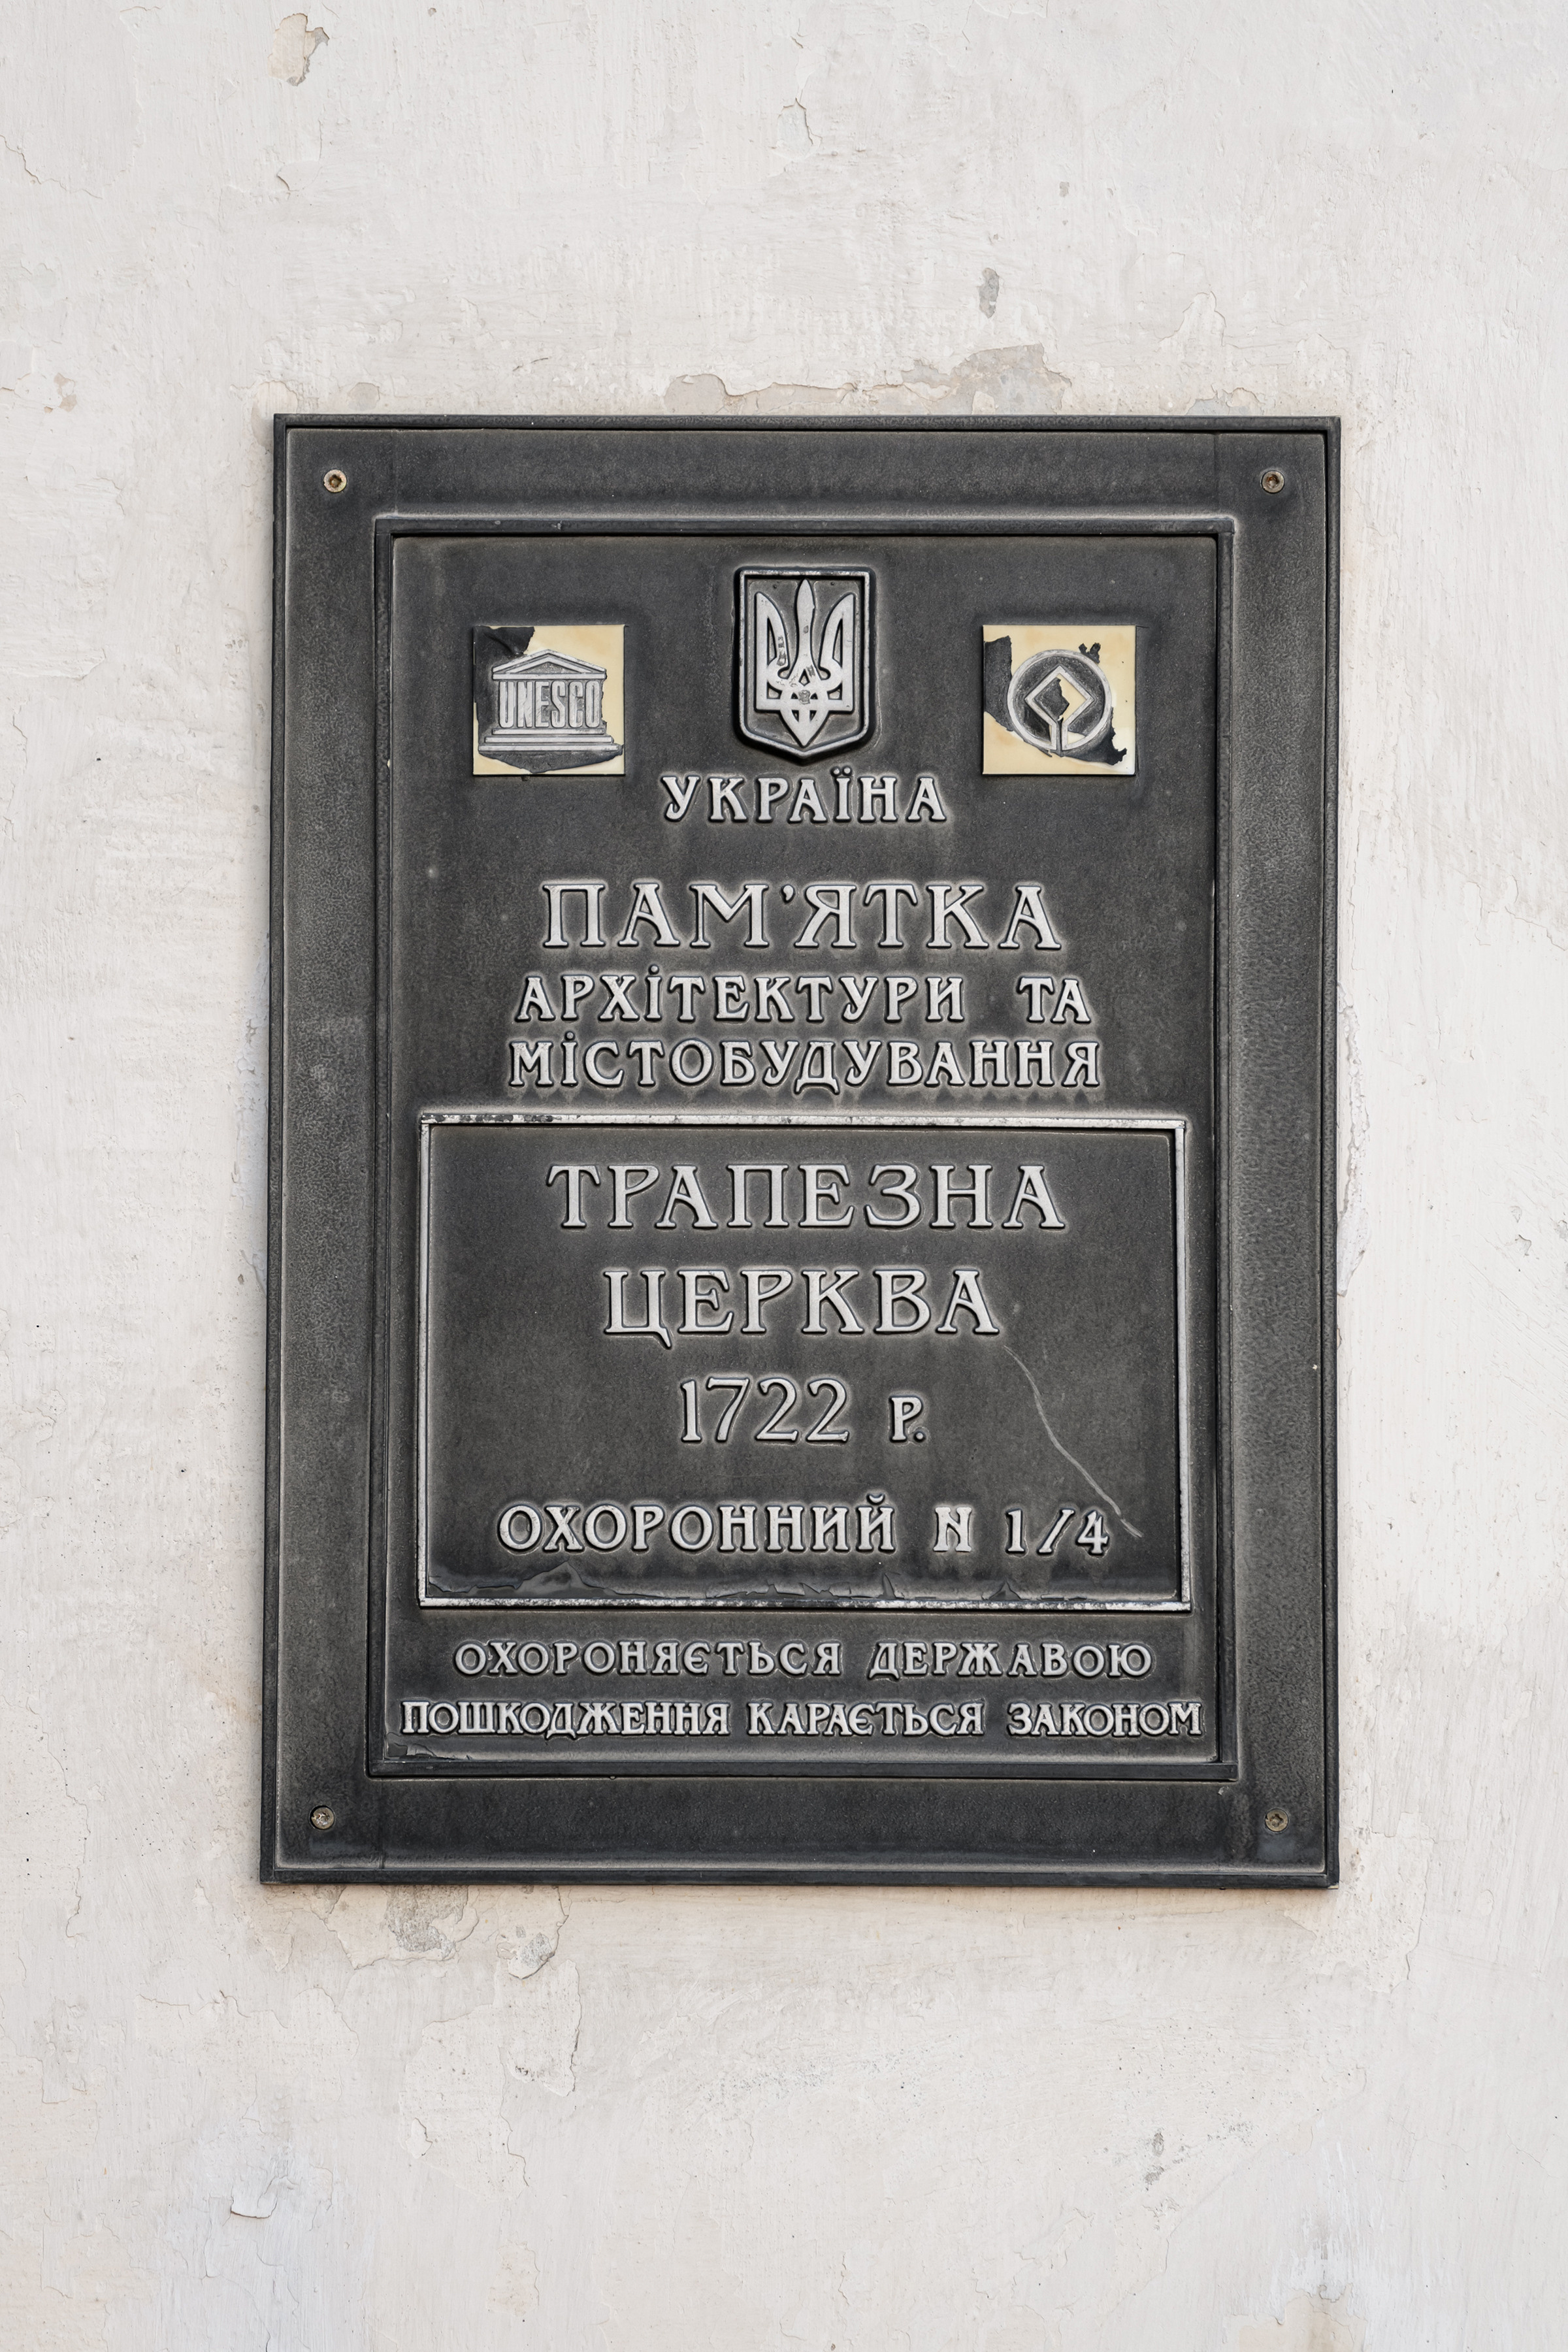 UNESCO
УКРАЇНА
ПАМ'ЯТКА
АРХІТЕКТУРИ ТА
МІСТОБУДУВАННЯ
ТРАПЕЗНА
ЦЕРКВА
1722 Р.
ОХОРОННИЙ N 1/4
ОХОРОНЯЄТЬСЯ ДЕРЖАВОЮ
ПОШКОДЖЕННЯ КАРАЄТЬСЯ ЗАКОНОМ